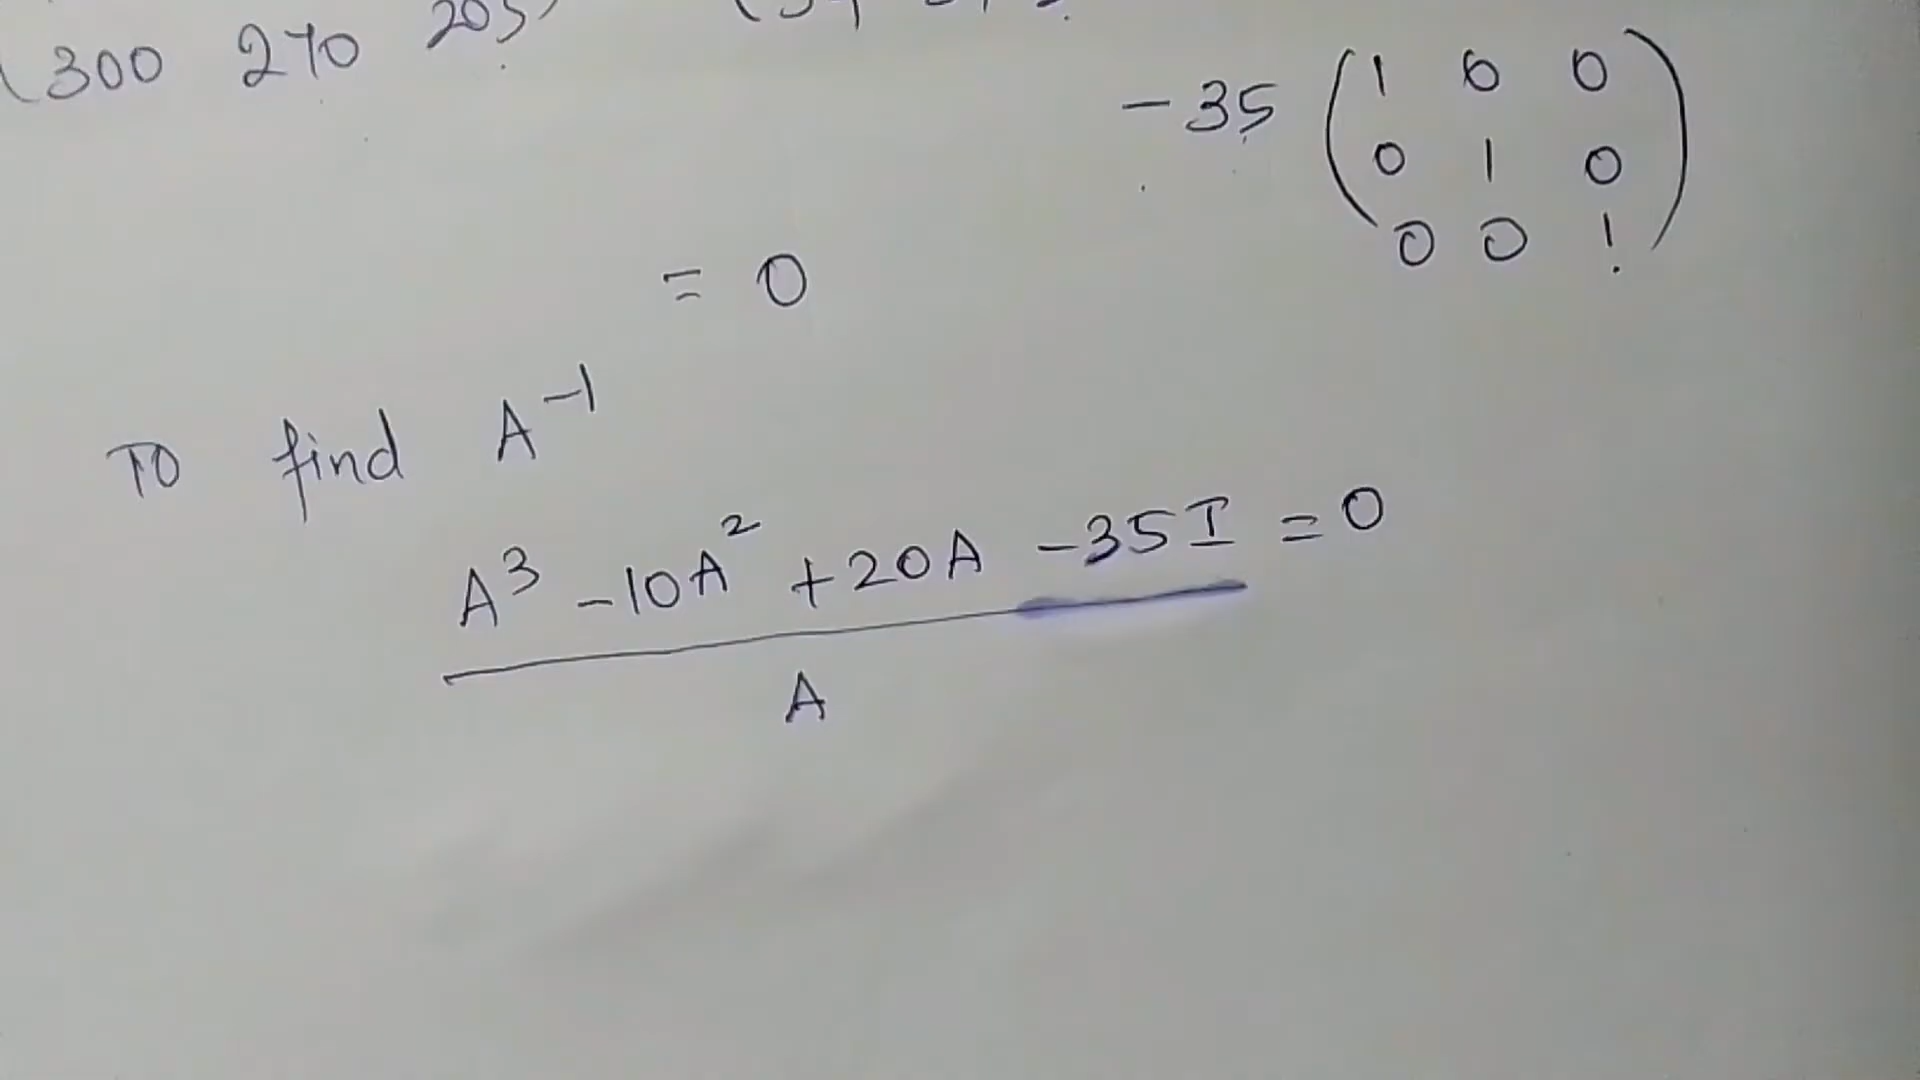 (300 270 205)
-35 (1 0 0
0 1 0
0 0 1)
= 0
To find A⁻¹
A³ -10A² +20A -35I = 0
A